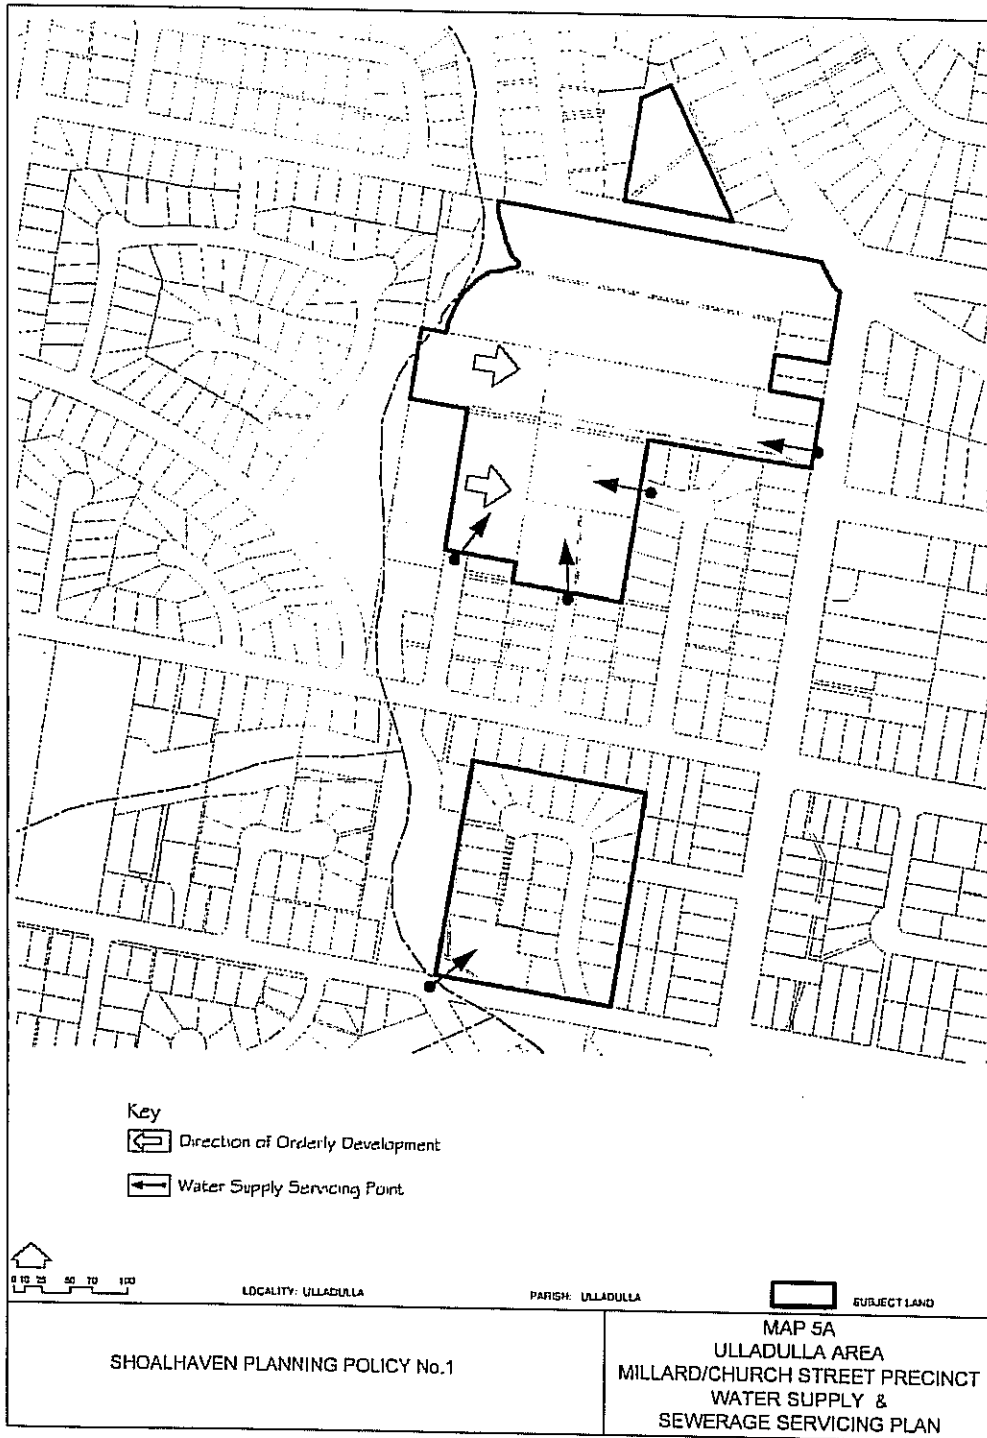 Key
Direction of Orderly Development
Water Supply Servicing Point
0 10 25 50 70 100
LOCALITY: ULLADULLA
PARISH: ULLADULLA
SUBJECT LAND
SHOALHAVEN PLANNING POLICY No.1
MAP 5A
ULLADULLA AREA
MILLARD/CHURCH STREET PRECINCT
WATER SUPPLY &
SEWERAGE SERVICING PLAN